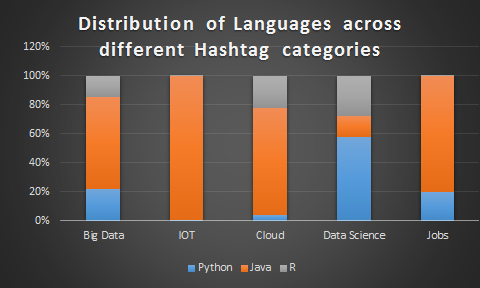 Distribution of Languages across
different Hashtag categories
120%
100%
80%
60%
40%
20%
0%
Big Data IOT Cloud Data Science Jobs
Python Java R